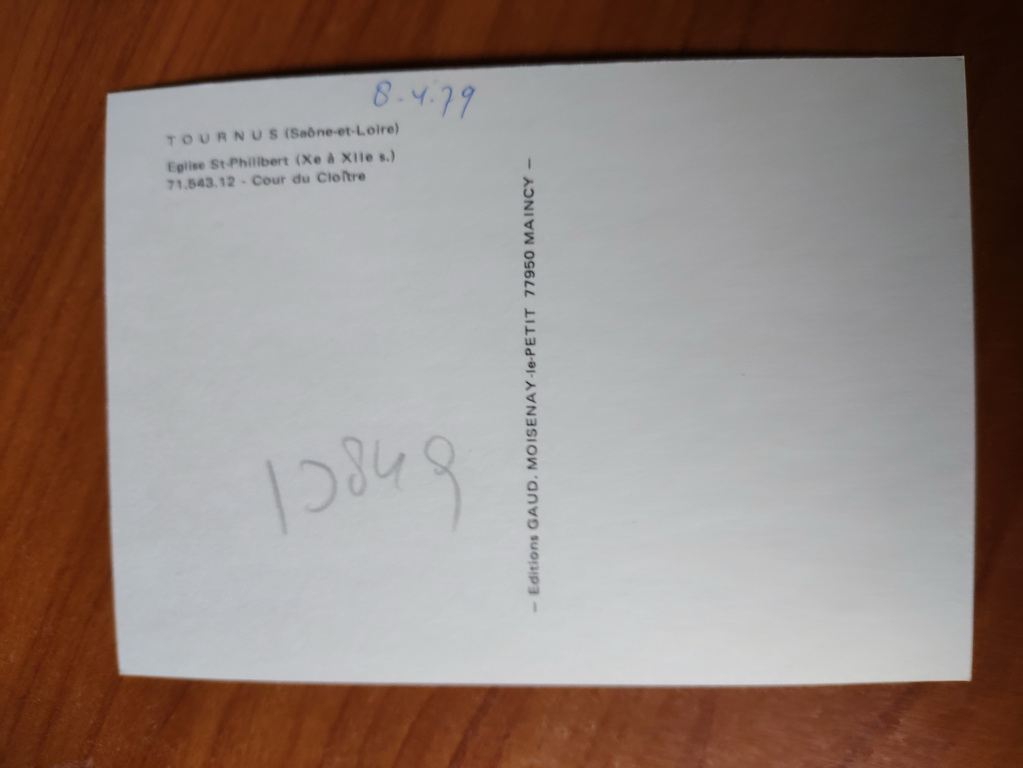 8-4-79
TOURNUS (Saône-et-Loire)
Eglise St-Philibert (Xe à XIIe s.)
71.543.12 - Cour du Cloître
— Editions GAUD. MOISENAY-le-PETIT 77950 MAINCY —